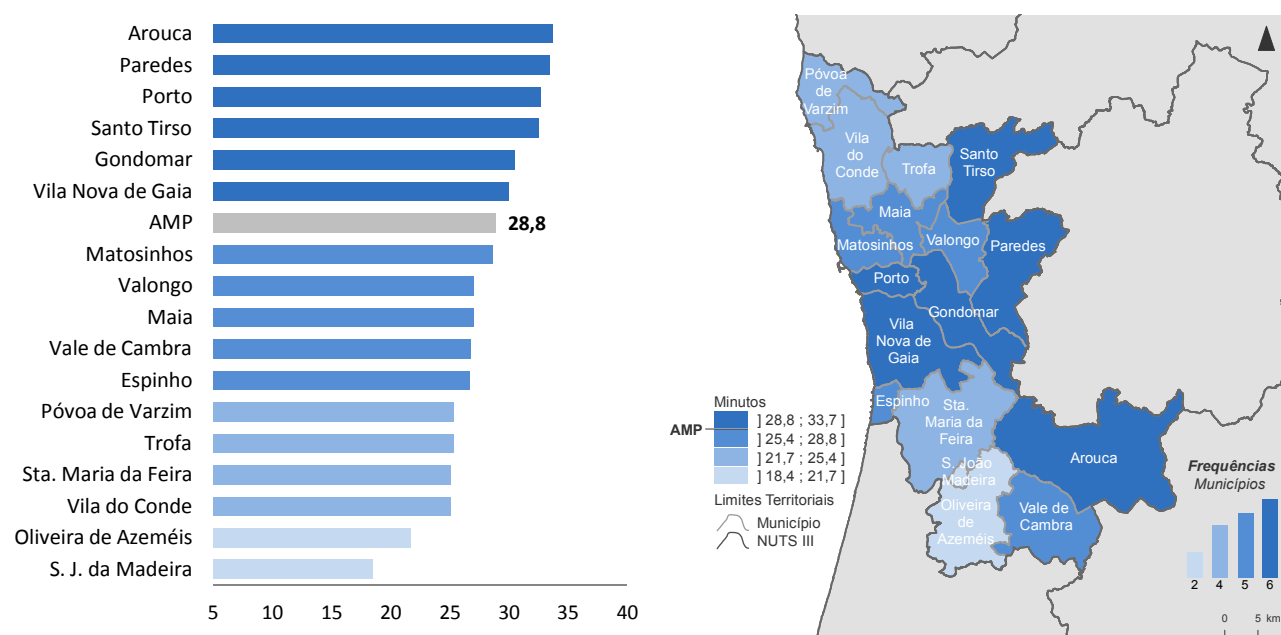 Arouca
Paredes
Porto
Santo Tirso
Gondomar
Vila Nova de Gaia
AMP
28,8
Matosinhos
Valongo
Maia
Vale de Cambra
Espinho
Póvoa de Varzim
Trofa
Sta. Maria da Feira
Vila do Conde
Oliveira de Azeméis
S. J. da Madeira
5 10 15 20 25 30 35 40
Póvoa
de
Varzim
Vila
do
Conde
Trofa
Santo
Tirso
Maia
Matosinhos
Valongo
Paredes
Porto
Gondomar
Vila
Nova de
Gaia
Espinho
Sta.
Maria da
Feira
Arouca
S. João
Madeira
Oliveira
de
Azeméis
Vale de
Cambra
Minutos
AMP
] 28,8 ; 33,7 ]
] 25,4 ; 28,8 ]
] 21,7 ; 25,4 ]
] 18,4 ; 21,7 ]
Limites Territoriais
Município
NUTS III
Frequências
Municípios
2 4 5 6
0 5 km